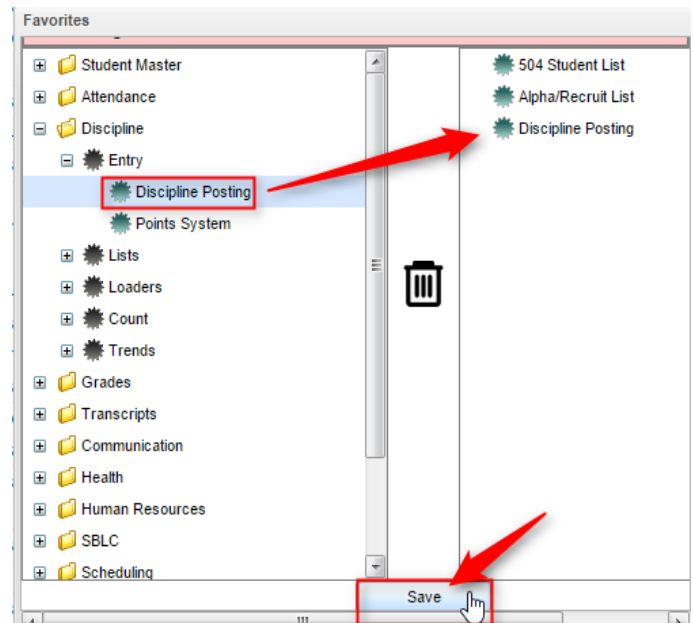 Favorites
Student Master
Attendance
Discipline
Entry
Discipline Posting
Points System
Lists
Loaders
Count
Trends
Grades
Transcripts
Communication
Health
Human Resources
SBLC
Scheduling
504 Student List
Alpha/Recruit List
Discipline Posting
Save